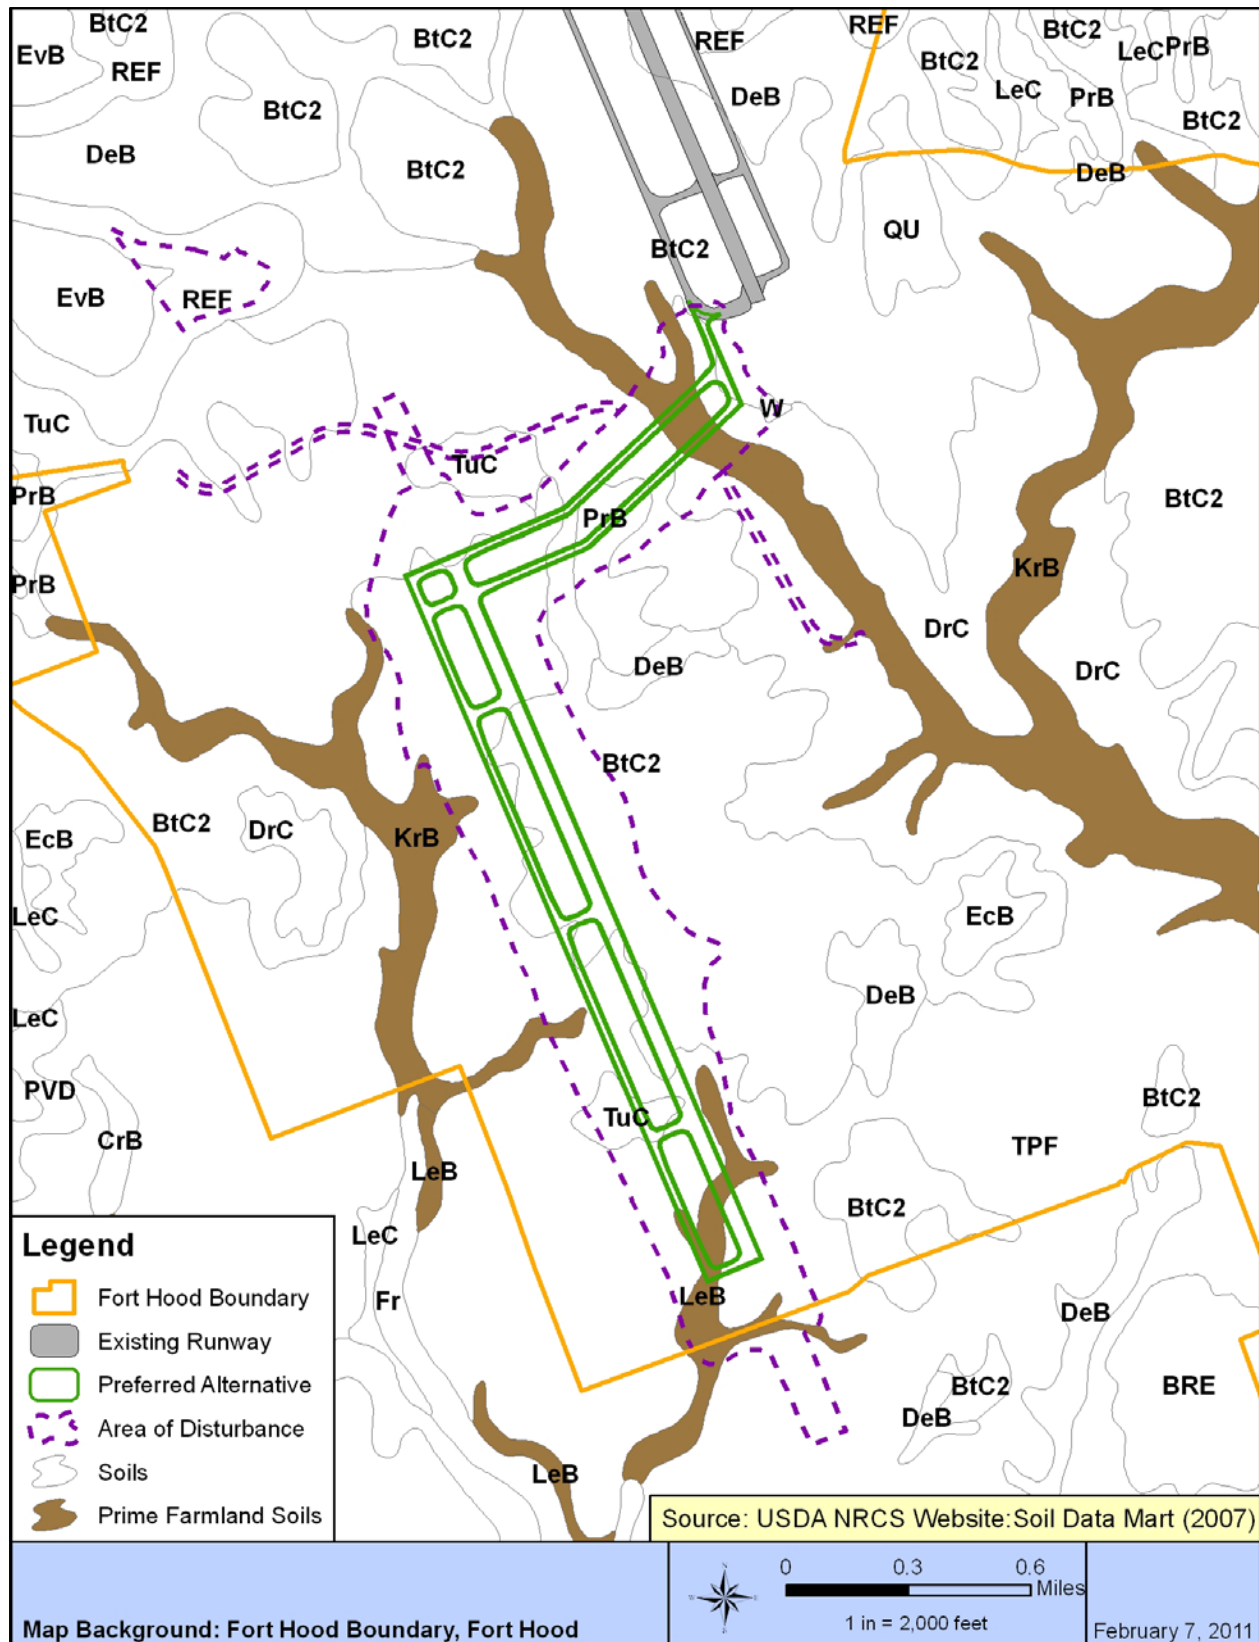 BtC2
BtC2
REF
REF
BtC2
LeC
PrB
EvB
REF
BtC2
DeB
BtC2
LeC
PrB
BtC2
DeB
BtC2
DeB
QU
BtC2
EvB
REF
W
TuC
TuC
PrB
PrB
BtC2
PrB
KrB
DrC
DeB
DrC
BtC2
BtC2
DrC
EcB
KrB
LeC
EcB
DeB
LeC
PVD
BtC2
TuC
CrB
TPF
LeB
BtC2
LeC
Fr
LeB
DeB
BtC2
BRE
DeB
LeB
Legend
Fort Hood Boundary
Existing Runway
Preferred Alternative
Area of Disturbance
Soils
Prime Farmland Soils
Source: USDA NRCS Website:Soil Data Mart (2007)
0 0.3 0.6
Miles
1 in = 2,000 feet
Map Background: Fort Hood Boundary, Fort Hood
February 7, 2011